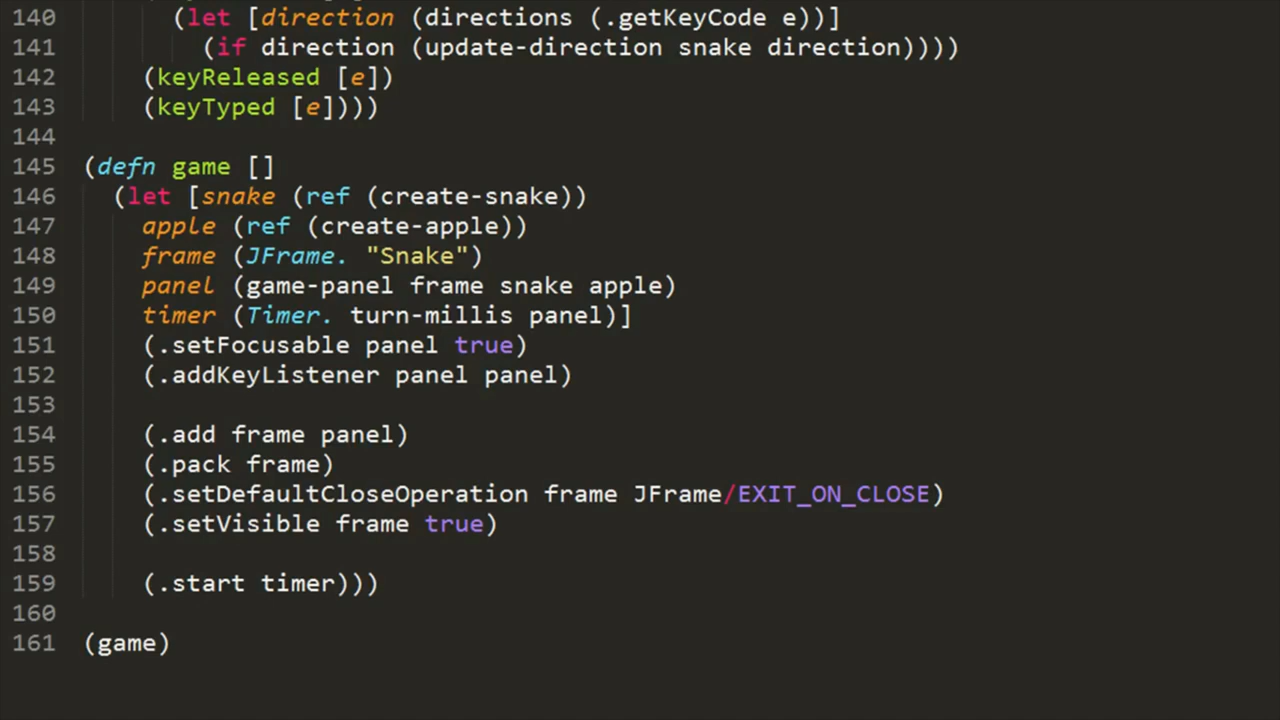 140 (let [direction (directions (.getKeyCode e))]
141 (if direction (update-direction snake direction))))
142 (keyReleased [e])
143 (keyTyped [e])))
144
145 (defn game []
146 (let [snake (ref (create-snake))
147 apple (ref (create-apple))
148 frame (JFrame. "Snake")
149 panel (game-panel frame snake apple)
150 timer (Timer. turn-millis panel)]
151 (.setFocusable panel true)
152 (.addKeyListener panel panel)
153
154 (.add frame panel)
155 (.pack frame)
156 (.setDefaultCloseOperation frame JFrame/EXIT_ON_CLOSE)
157 (.setVisible frame true)
158
159 (.start timer)))
160
161 (game)